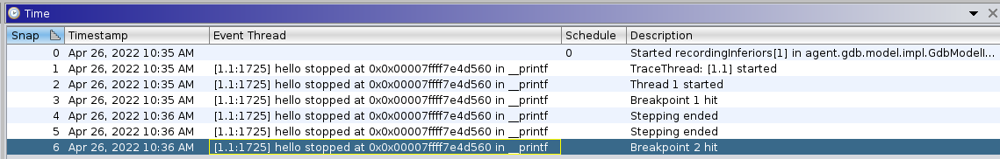 Time
Snap Timestamp Event Thread Schedule Description
0 Apr 26, 2022 10:35 AM 0 Started recordingInferiors[1] in agent.gdb.model.impl.GdbModelI...
1 Apr 26, 2022 10:35 AM [1.1:1725] hello stopped at 0x0x00007ffff7e4d560 in __printf TraceThread: [1.1] started
2 Apr 26, 2022 10:35 AM [1.1:1725] hello stopped at 0x0x00007ffff7e4d560 in __printf Thread 1 started
3 Apr 26, 2022 10:35 AM [1.1:1725] hello stopped at 0x0x00007ffff7e4d560 in __printf Breakpoint 1 hit
4 Apr 26, 2022 10:36 AM [1.1:1725] hello stopped at 0x0x00007ffff7e4d560 in __printf Stepping ended
5 Apr 26, 2022 10:36 AM [1.1:1725] hello stopped at 0x0x00007ffff7e4d560 in __printf Stepping ended
6 Apr 26, 2022 10:36 AM [1.1:1725] hello stopped at 0x0x00007ffff7e4d560 in __printf Breakpoint 2 hit